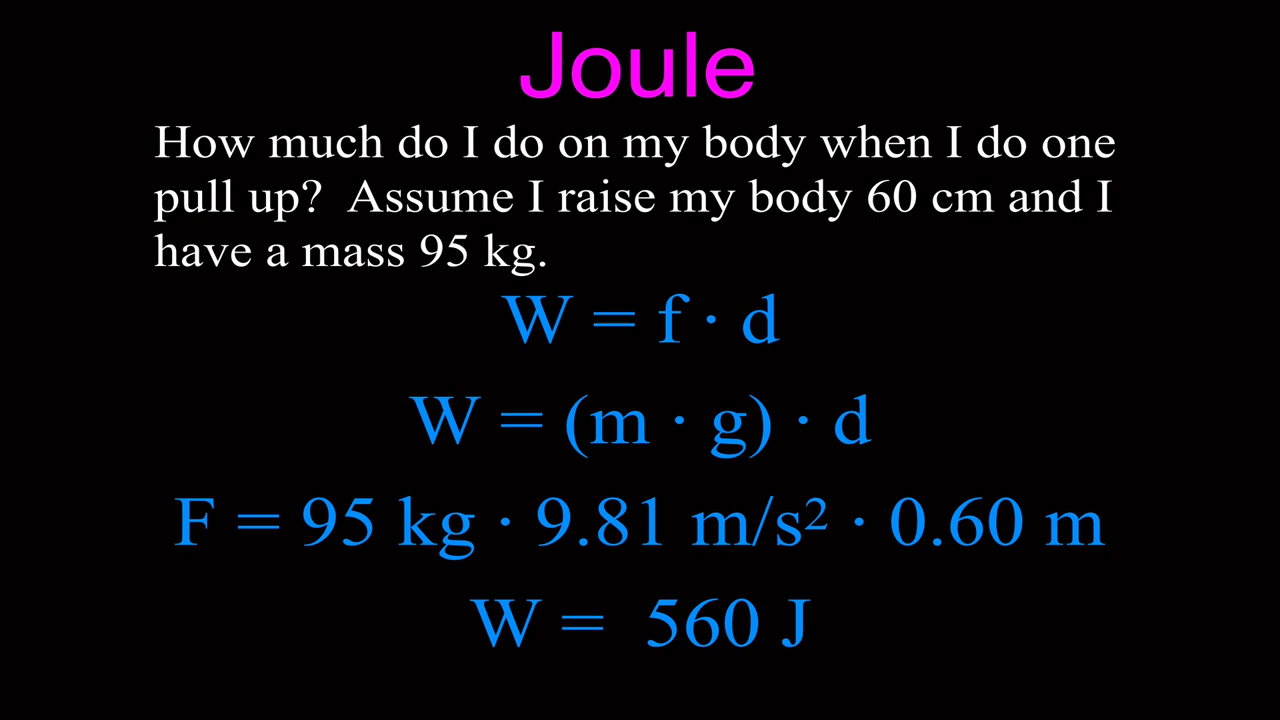 Joule
How much do I do on my body when I do one
pull up?  Assume I raise my body 60 cm and I
have a mass 95 kg.
W = f · d
W = (m · g) · d
F = 95 kg · 9.81 m/s² · 0.60 m
W =  560 J